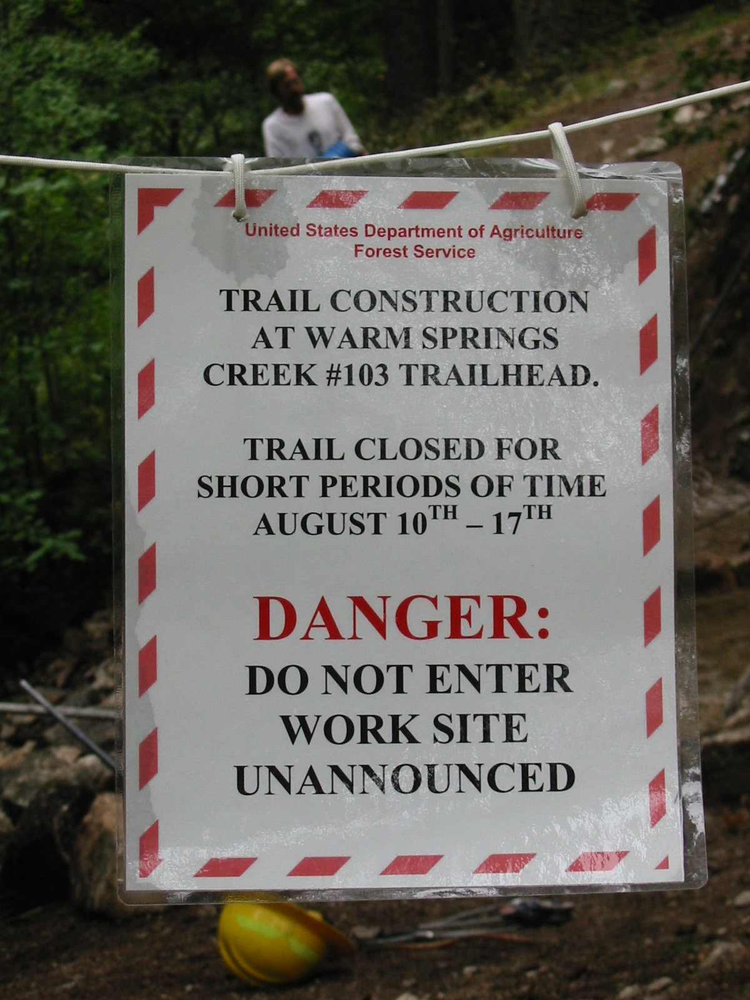 United States Department of Agriculture
Forest Service
TRAIL CONSTRUCTION
AT WARM SPRINGS
CREEK #103 TRAILHEAD.
TRAIL CLOSED FOR
SHORT PERIODS OF TIME
AUGUST 10TH – 17TH
DANGER:
DO NOT ENTER
WORK SITE
UNANNOUNCED